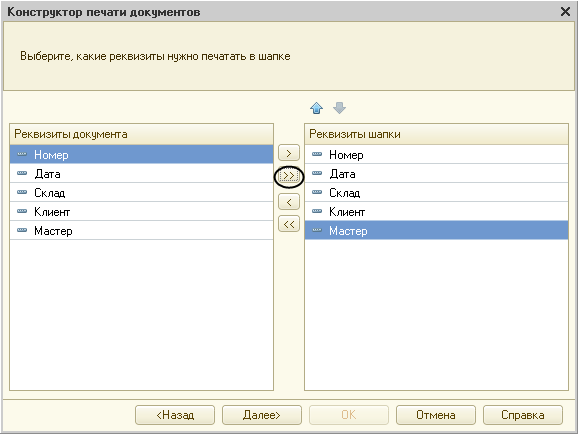 Конструктор печати документов
Выберите, какие реквизиты нужно печатать в шапке
Реквизиты документа
Номер
Дата
Склад
Клиент
Мастер
>
>>
<
<<
Реквизиты шапки
Номер
Дата
Склад
Клиент
Мастер
<Назад Далее> ОК Отмена Справка